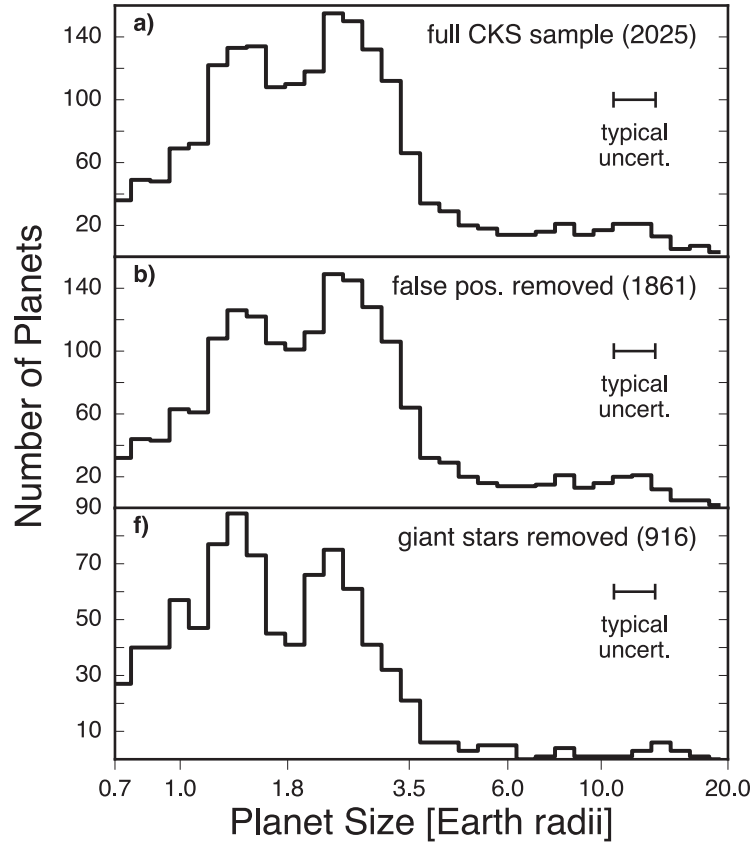 Number of Planets
a)
full CKS sample (2025)
140
100
60
20
typical
uncert.
b)
false pos. removed (1861)
140
100
60
20
typical
uncert.
f)
giant stars removed (916)
90
70
50
30
10
typical
uncert.
0.7 1.0 1.8 3.5 6.0 10.0 20.0
Planet Size [Earth radii]